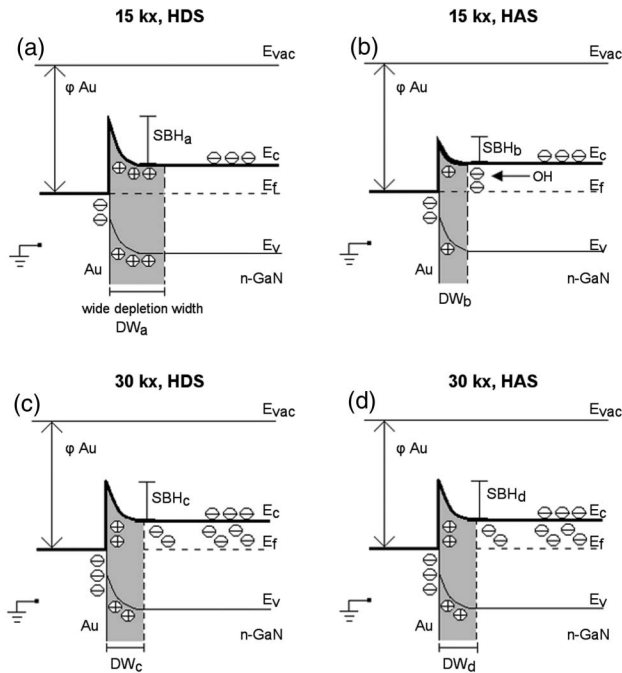 15 kx, HDS
(a)
Evac
φ Au
SBHa
Ec
Ef
Ev
Au
n-GaN
wide depletion width
DWa
15 kx, HAS
(b)
Evac
φ Au
SBHb
Ec
OH
Ef
Ev
Au
n-GaN
DWb
30 kx, HDS
(c)
Evac
φ Au
SBHc
Ec
Ef
Ev
Au
n-GaN
DWc
30 kx, HAS
(d)
Evac
φ Au
SBHd
Ec
Ef
Ev
Au
n-GaN
DWd